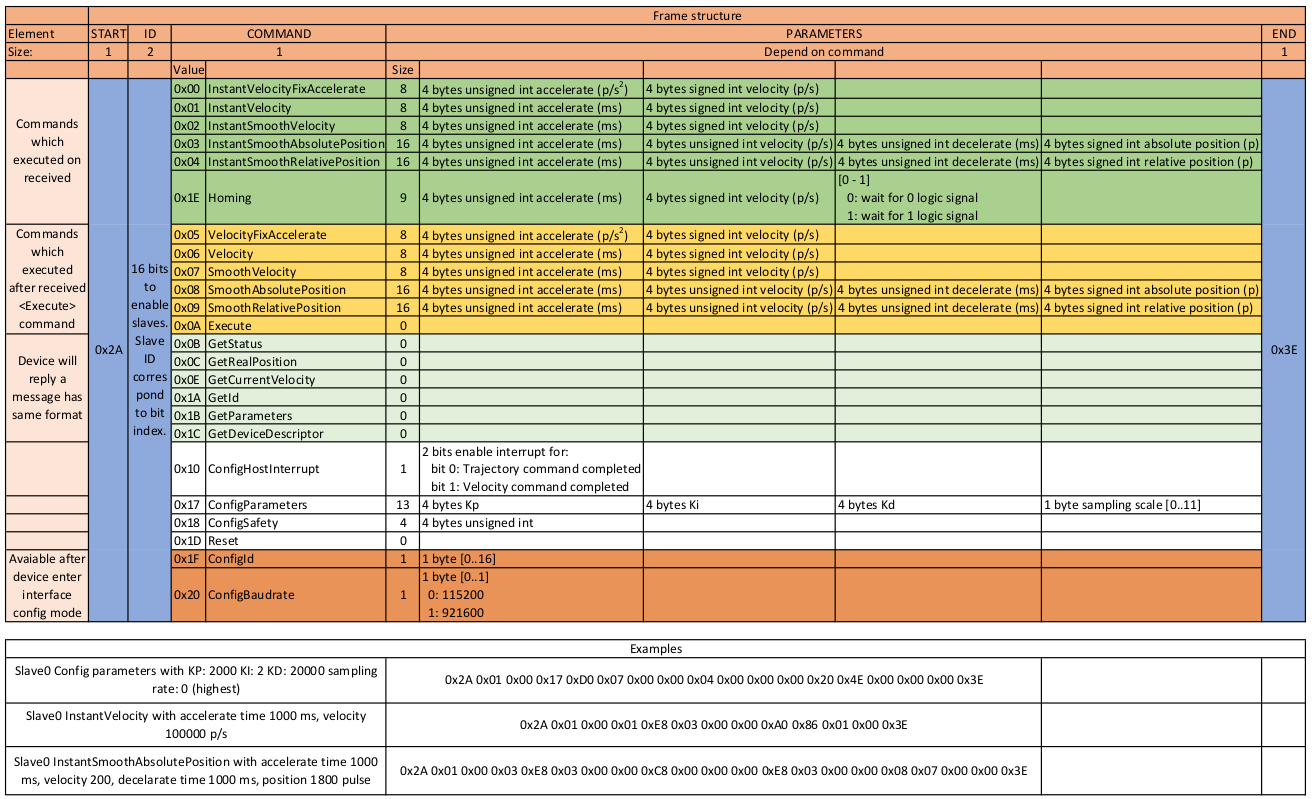 Frame structure
Element START ID COMMAND PARAMETERS END
Size: 1 2 1 Depend on command 1
Value Size
Commands
which
executed on
received
0x00 InstantVelocityFixAccelerate 8 4 bytes unsigned int accelerate (p/s²) 4 bytes signed int velocity (p/s)
0x01 InstantVelocity 8 4 bytes unsigned int accelerate (ms) 4 bytes signed int velocity (p/s)
0x02 InstantSmoothVelocity 8 4 bytes unsigned int accelerate (ms) 4 bytes signed int velocity (p/s)
0x03 InstantSmoothAbsolutePosition 16 4 bytes unsigned int accelerate (ms) 4 bytes unsigned int velocity (p/s) 4 bytes unsigned int decelerate (ms) 4 bytes signed int absolute position (p)
0x04 InstantSmoothRelativePosition 16 4 bytes unsigned int accelerate (ms) 4 bytes unsigned int velocity (p/s) 4 bytes unsigned int decelerate (ms) 4 bytes signed int relative position (p)
0x1E Homing 9 4 bytes unsigned int accelerate (ms) 4 bytes signed int velocity (p/s)
[0 - 1]
0: wait for 0 logic signal
1: wait for 1 logic signal
Commands
which
executed
after received
<Execute>
command
0x05 VelocityFixAccelerate 8 4 bytes unsigned int accelerate (p/s²) 4 bytes signed int velocity (p/s)
0x06 Velocity 8 4 bytes unsigned int accelerate (ms) 4 bytes signed int velocity (p/s)
0x07 SmoothVelocity 8 4 bytes unsigned int accelerate (ms) 4 bytes signed int velocity (p/s)
0x08 SmoothAbsolutePosition 16 4 bytes unsigned int accelerate (ms) 4 bytes unsigned int velocity (p/s) 4 bytes unsigned int decelerate (ms) 4 bytes signed int absolute position (p)
0x09 SmoothRelativePosition 16 4 bytes unsigned int accelerate (ms) 4 bytes unsigned int velocity (p/s) 4 bytes unsigned int decelerate (ms) 4 bytes signed int relative position (p)
0x0A Execute 0
0x2A
16 bits
to
enable
slaves.
Slave
ID
corres
pond
to bit
index.
0x3E
Device will
reply a
message has
same format
0x0B GetStatus 0
0x0C GetRealPosition 0
0x0E GetCurrentVelocity 0
0x1A GetId 0
0x1B GetParameters 0
0x1C GetDeviceDescriptor 0
0x10 ConfigHostInterrupt 1
2 bits enable interrupt for:
bit 0: Trajectory command completed
bit 1: Velocity command completed
0x17 ConfigParameters 13 4 bytes Kp 4 bytes Ki 4 bytes Kd 1 byte sampling scale [0..11]
0x18 ConfigSafety 4 4 bytes unsigned int
0x1D Reset 0
Avaiable after
device enter
interface
config mode
0x1F ConfigId 1 1 byte [0..16]
0x20 ConfigBaudrate 1
1 byte [0..1]
0: 115200
1: 921600
Examples
Slave0 Config parameters with KP: 2000 KI: 2 KD: 20000 sampling
rate: 0 (highest)
0x2A 0x01 0x00 0x17 0xD0 0x07 0x00 0x00 0x04 0x00 0x00 0x00 0x20 0x4E 0x00 0x00 0x00 0x3E
Slave0 InstantVelocity with accelerate time 1000 ms, velocity
100000 p/s
0x2A 0x01 0x00 0x01 0xE8 0x03 0x00 0x00 0xA0 0x86 0x01 0x00 0x3E
Slave0 InstantSmoothAbsolutePosition with accelerate time 1000
ms, velocity 200, decelarate time 1000 ms, position 1800 pulse
0x2A 0x01 0x00 0x03 0xE8 0x03 0x00 0x00 0xC8 0x00 0x00 0x00 0xE8 0x03 0x00 0x00 0x08 0x07 0x00 0x00 0x3E